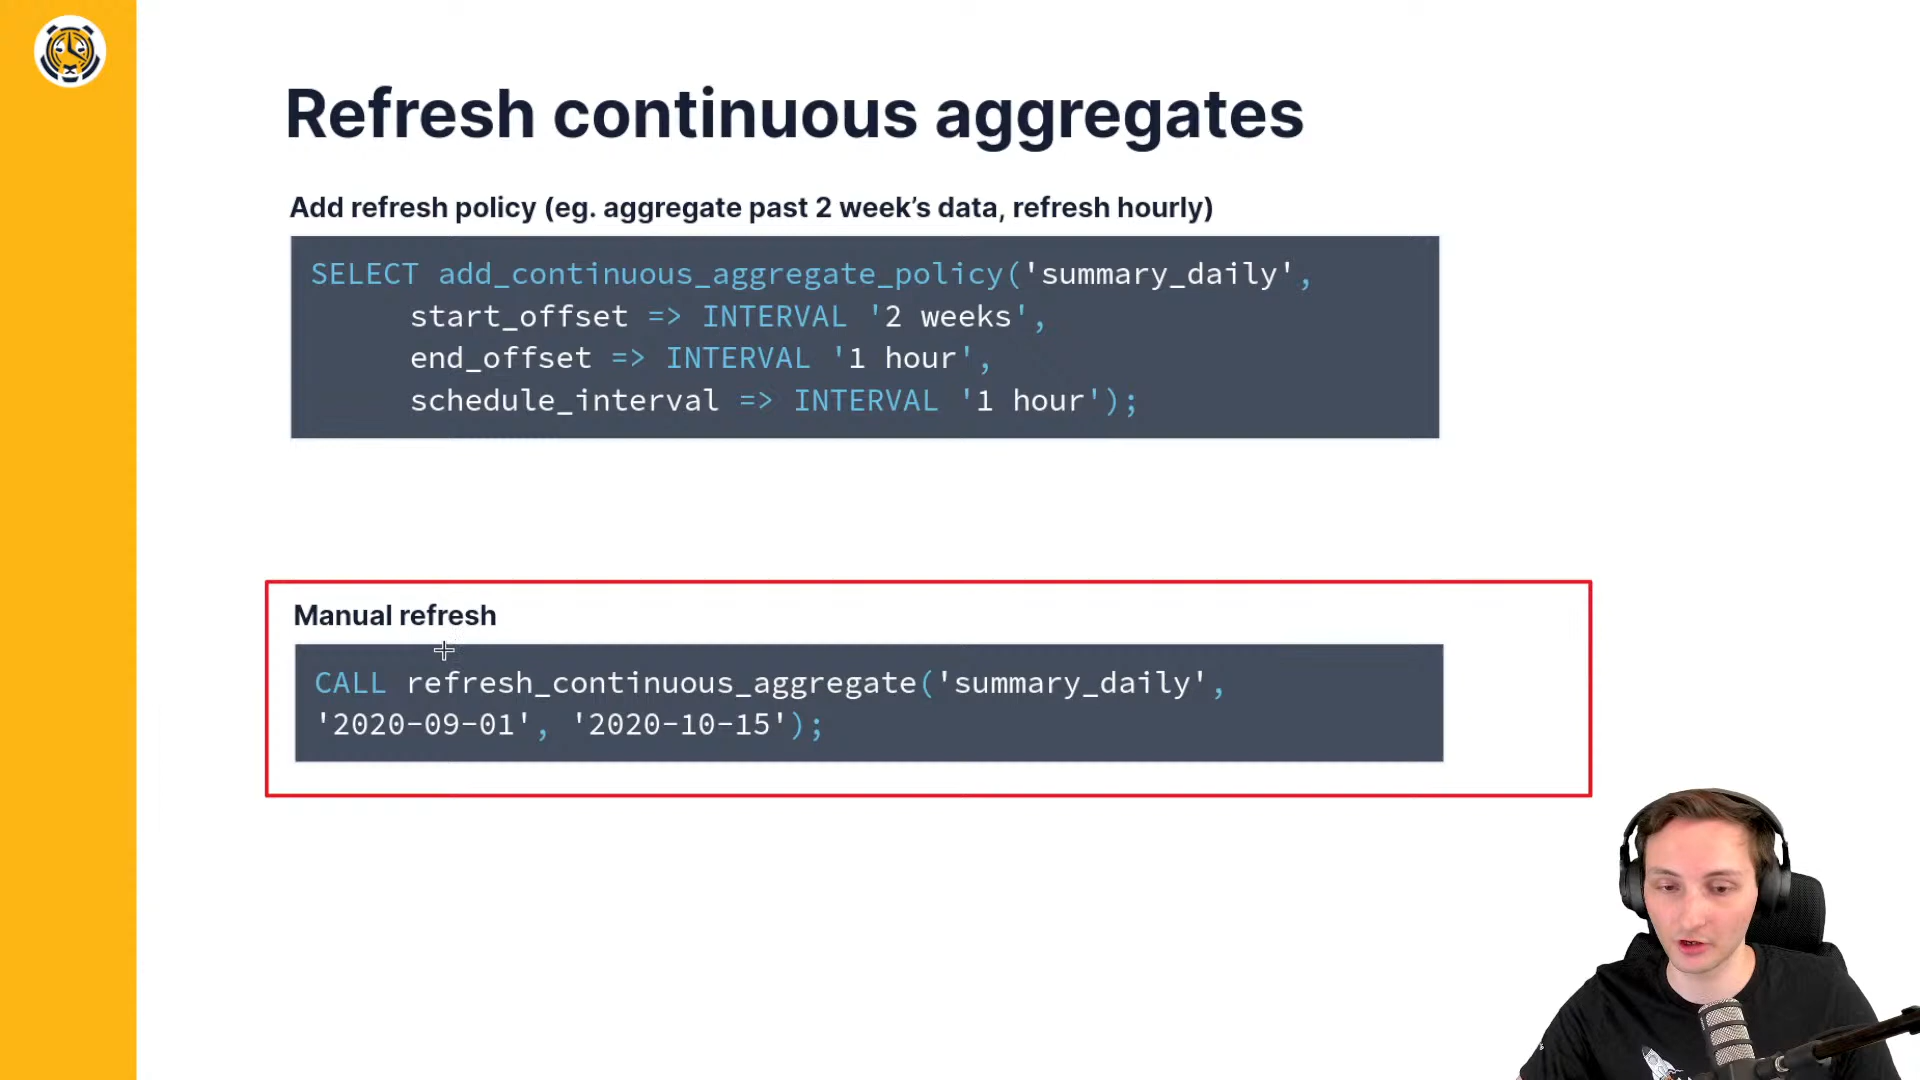 Refresh continuous aggregates
Add refresh policy (eg. aggregate past 2 week’s data, refresh hourly)
SELECT add_continuous_aggregate_policy('summary_daily',
start_offset => INTERVAL '2 weeks',
end_offset => INTERVAL '1 hour',
schedule_interval => INTERVAL '1 hour');
Manual refresh
CALL refresh_continuous_aggregate('summary_daily',
'2020-09-01', '2020-10-15');